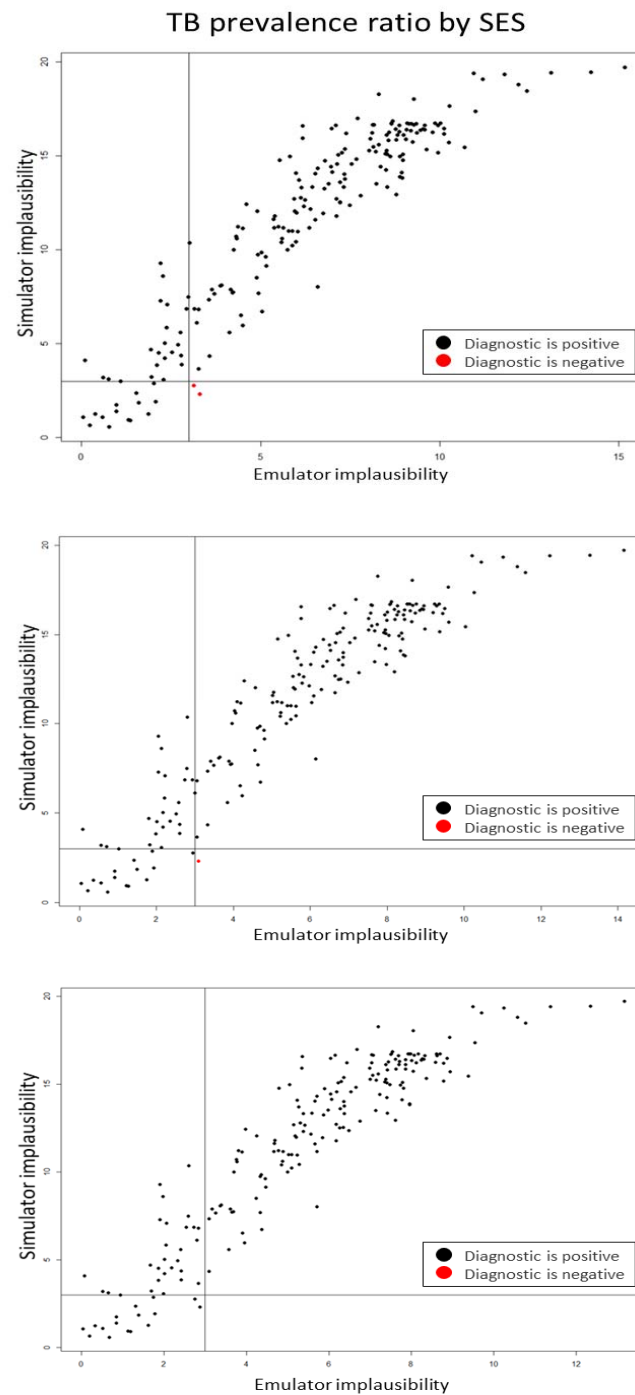 TB prevalence ratio by SES
20
15
10
5
0
Simulator implausibility
Diagnostic is positive
Diagnostic is negative
0 5 10 15
Emulator implausibility
20
15
10
5
0
Simulator implausibility
Diagnostic is positive
Diagnostic is negative
0 2 4 6 8 10 12 14
Emulator implausibility
20
15
10
5
0
Simulator implausibility
Diagnostic is positive
Diagnostic is negative
0 2 4 6 8 10 12
Emulator implausibility